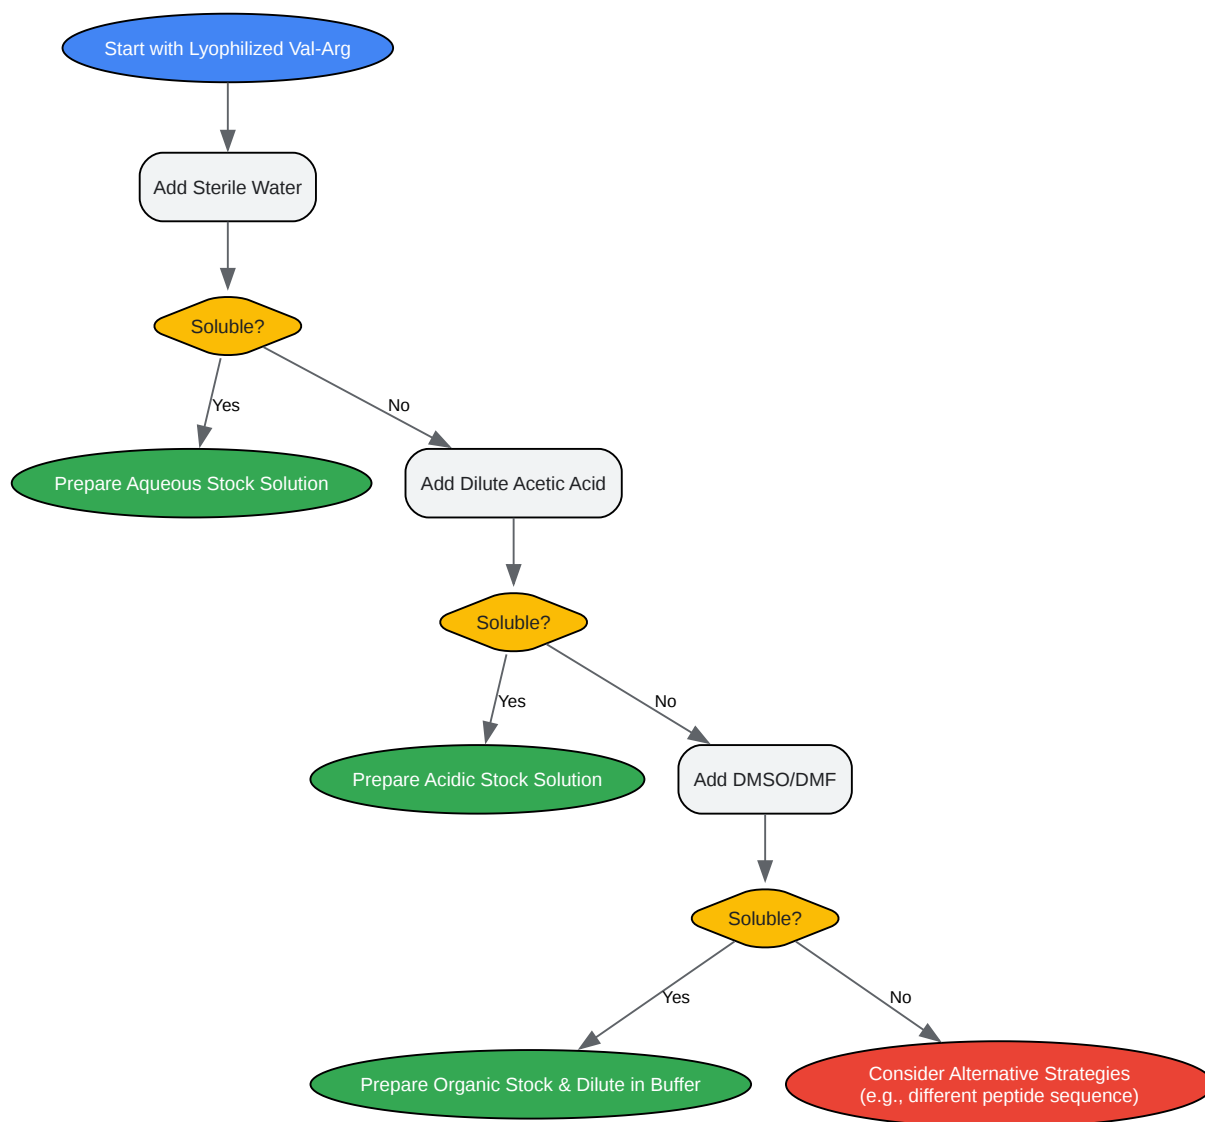 Start with Lyophilized Val-Arg
Add Sterile Water
Soluble?
Yes
No
Prepare Aqueous Stock Solution
Add Dilute Acetic Acid
Soluble?
Yes
No
Prepare Acidic Stock Solution
Add DMSO/DMF
Soluble?
Yes
No
Prepare Organic Stock & Dilute in Buffer
Consider Alternative Strategies
(e.g., different peptide sequence)